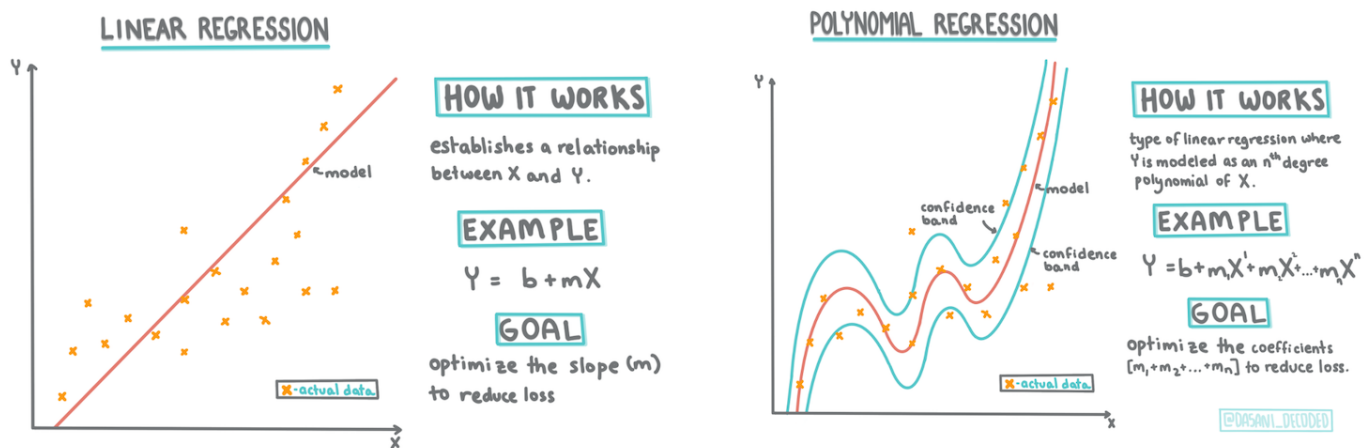 LINEAR REGRESSION
Y
model
X
X-actual data
HOW IT WORKS
establishes a relationship
between X and Y.
EXAMPLE
Y = b+mX
GOAL
optimize the slope (m)
to reduce loss
POLYNOMIAL REGRESSION
Y
confidence
band
model
confidence
band
X
X-actual data
HOW IT WORKS
type of linear regression where
Y is modeled as an nᵗʰ degree
polynomial of X.
EXAMPLE
Y = b+m₁X¹+m₂X²+...+mₙXⁿ
GOAL
optimize the coefficients
[m₁+m₂+...+mₙ] to reduce loss.
@DASANI_DECODED